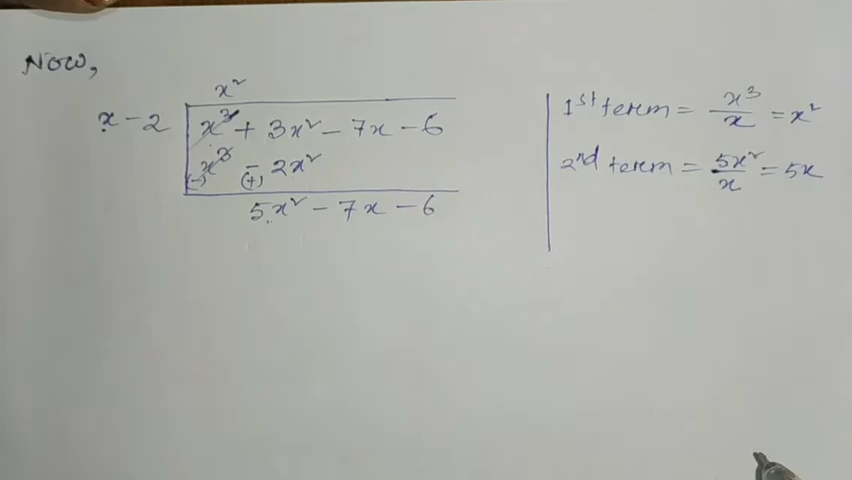 Now,
x²
x - 2
x³ + 3x² - 7x - 6
x³ - 2x²
(-) (+)
5x² - 7x - 6
1st term = x³/x = x²
2nd term = 5x²/x = 5x